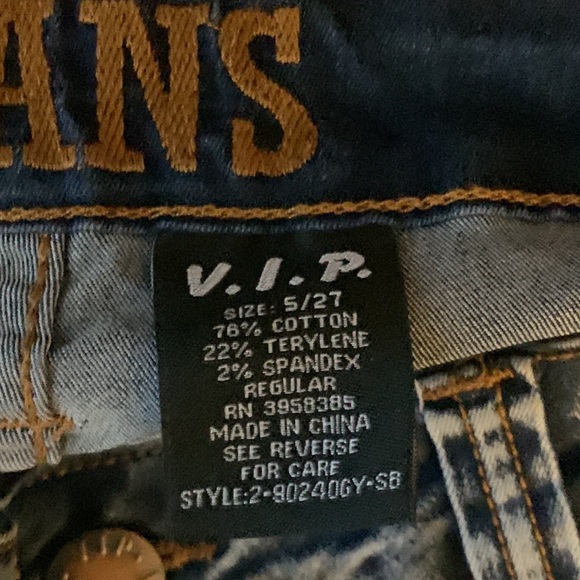 ANS
V.I.P.
SIZE: 5/27
76% COTTON
22% TERYLENE
2% SPANDEX
REGULAR
RN 3958385
MADE IN CHINA
SEE REVERSE
FOR CARE
STYLE:2-90240GY-SB